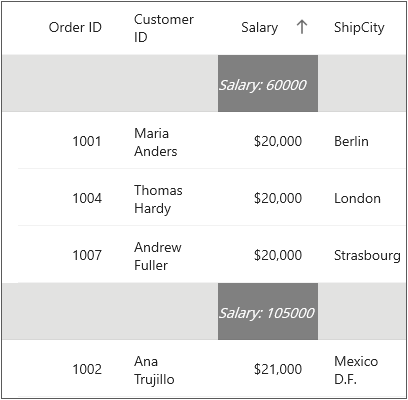 Order ID Customer ID Salary ↑ ShipCity
Salary: 60000
1001 Maria Anders $20,000 Berlin
1004 Thomas Hardy $20,000 London
1007 Andrew Fuller $20,000 Strasbourg
Salary: 105000
1002 Ana Trujillo $21,000 Mexico D.F.